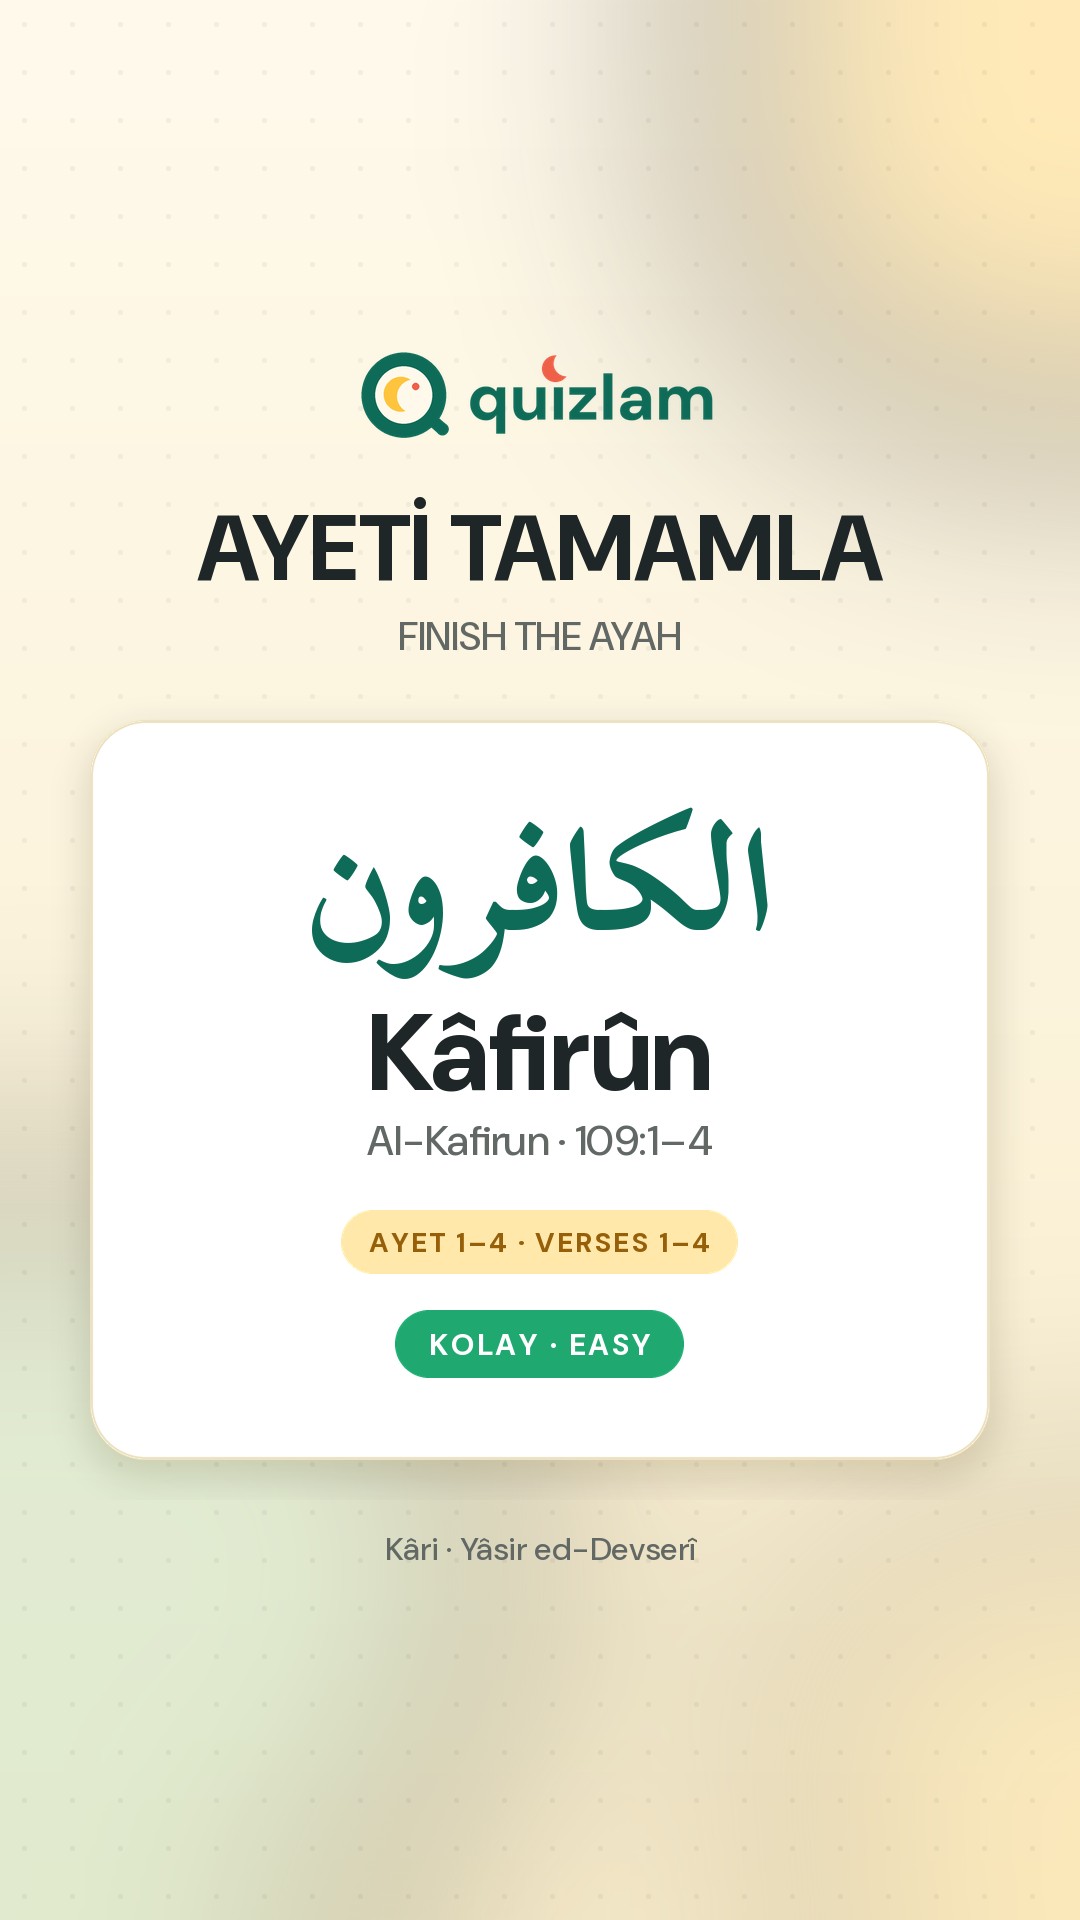 quizlam
AYETİ TAMAMLA
FINISH THE AYAH
الكافرون
Kâfirûn
Al-Kafirun · 109:1–4
AYET 1–4 · VERSES 1–4
KOLAY · EASY
Kâri · Yâsir ed-Devserî